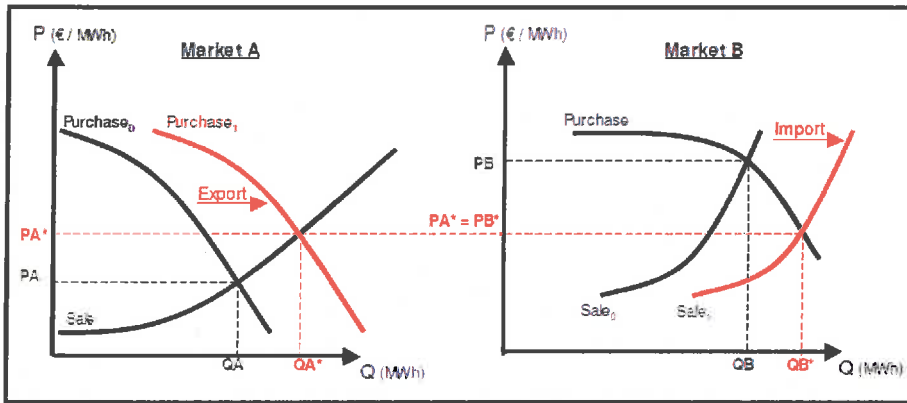 P (€ / MWh)
Market A
Purchase₀
Purchase₁
Export
PA*
PA
Sale
QA
QA*
Q (MWh)
P (€ / MWh)
Market B
Purchase
Import
PB
PA* = PB*
Sale₀
Sale
QB
QB*
Q (MWh)